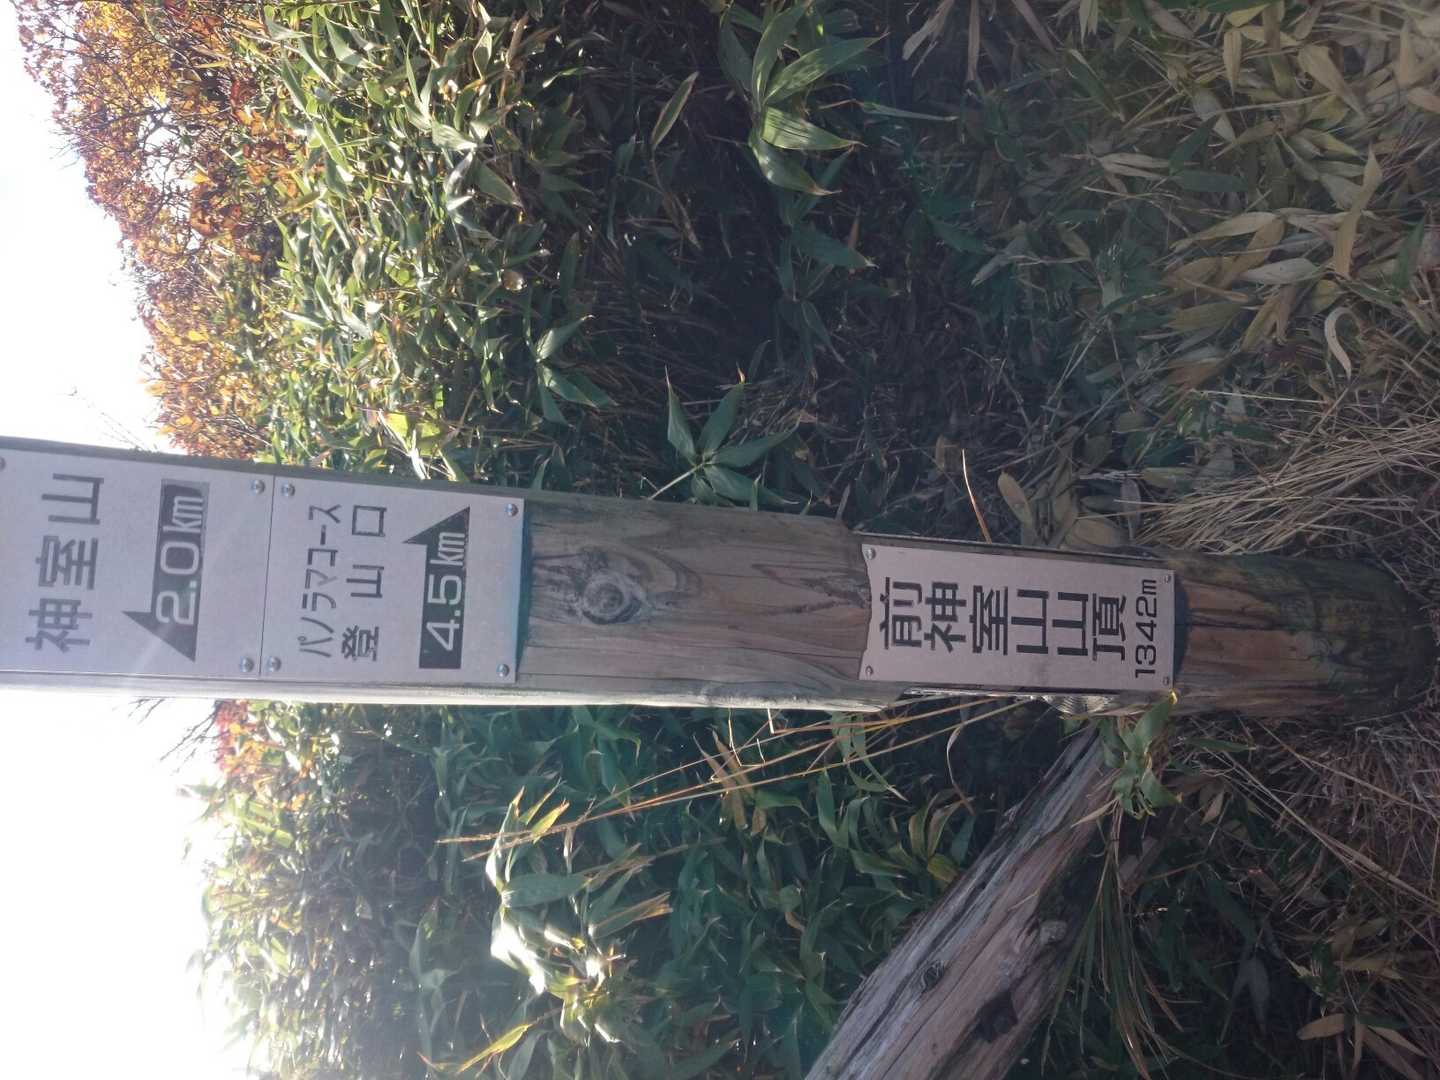 神室山
2.0km
パノラマコース
登山口
4.5km
前神室山山頂
1342m